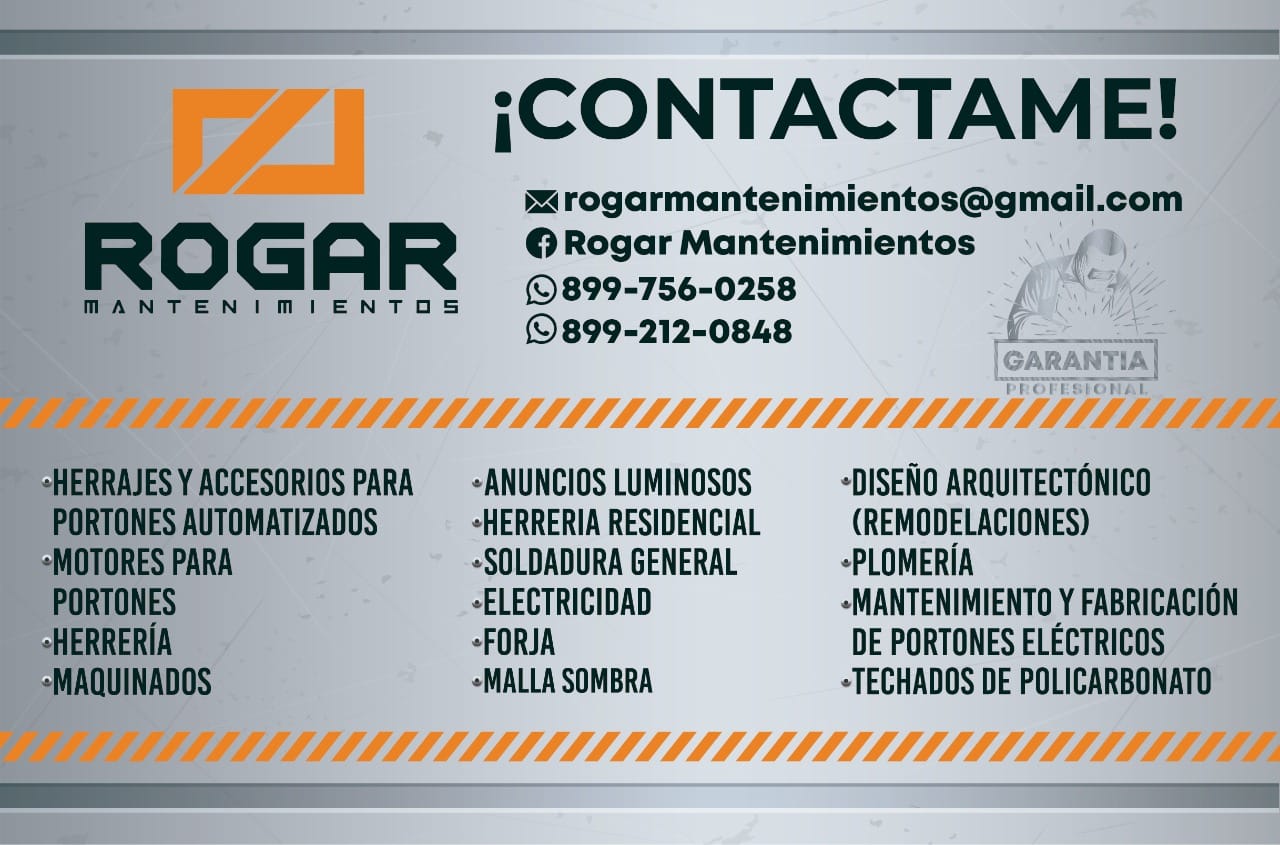 ROGAR
MANTENIMIENTOS
¡CONTACTAME!
rogarmantenimientos@gmail.com
Rogar Mantenimientos
899-756-0258
899-212-0848
GARANTIA
PROFESIONAL
•HERRAJES Y ACCESORIOS PARA
PORTONES AUTOMATIZADOS
•MOTORES PARA
PORTONES
•HERRERÍA
•MAQUINADOS
•ANUNCIOS LUMINOSOS
•HERRERIA RESIDENCIAL
•SOLDADURA GENERAL
•ELECTRICIDAD
•FORJA
•MALLA SOMBRA
•DISEÑO ARQUITECTÓNICO
(REMODELACIONES)
•PLOMERÍA
•MANTENIMIENTO Y FABRICACIÓN
DE PORTONES ELÉCTRICOS
•TECHADOS DE POLICARBONATO